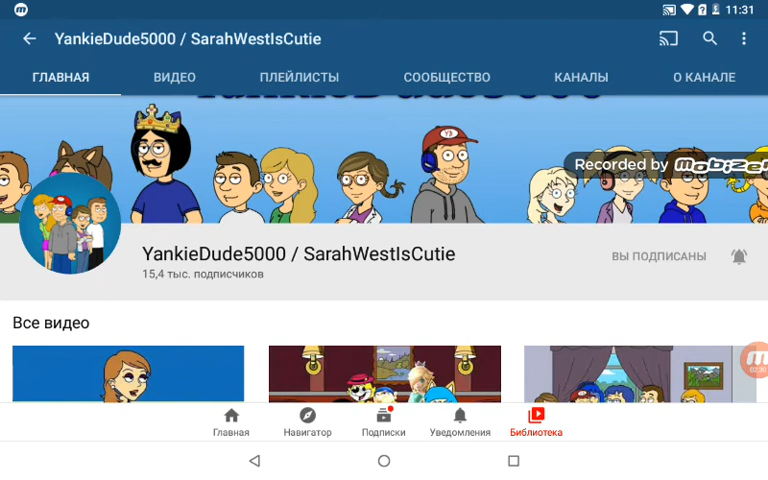 11:31
YankieDude5000 / SarahWestIsCutie
ГЛАВНАЯ ВИДЕО ПЛЕЙЛИСТЫ СООБЩЕСТВО КАНАЛЫ О КАНАЛЕ
Recorded by
YankieDude5000 / SarahWestIsCutie
ВЫ ПОДПИСАНЫ
15,4 тыс. подписчиков
Все видео
Главная Навигатор Подписки Уведомления Библиотека